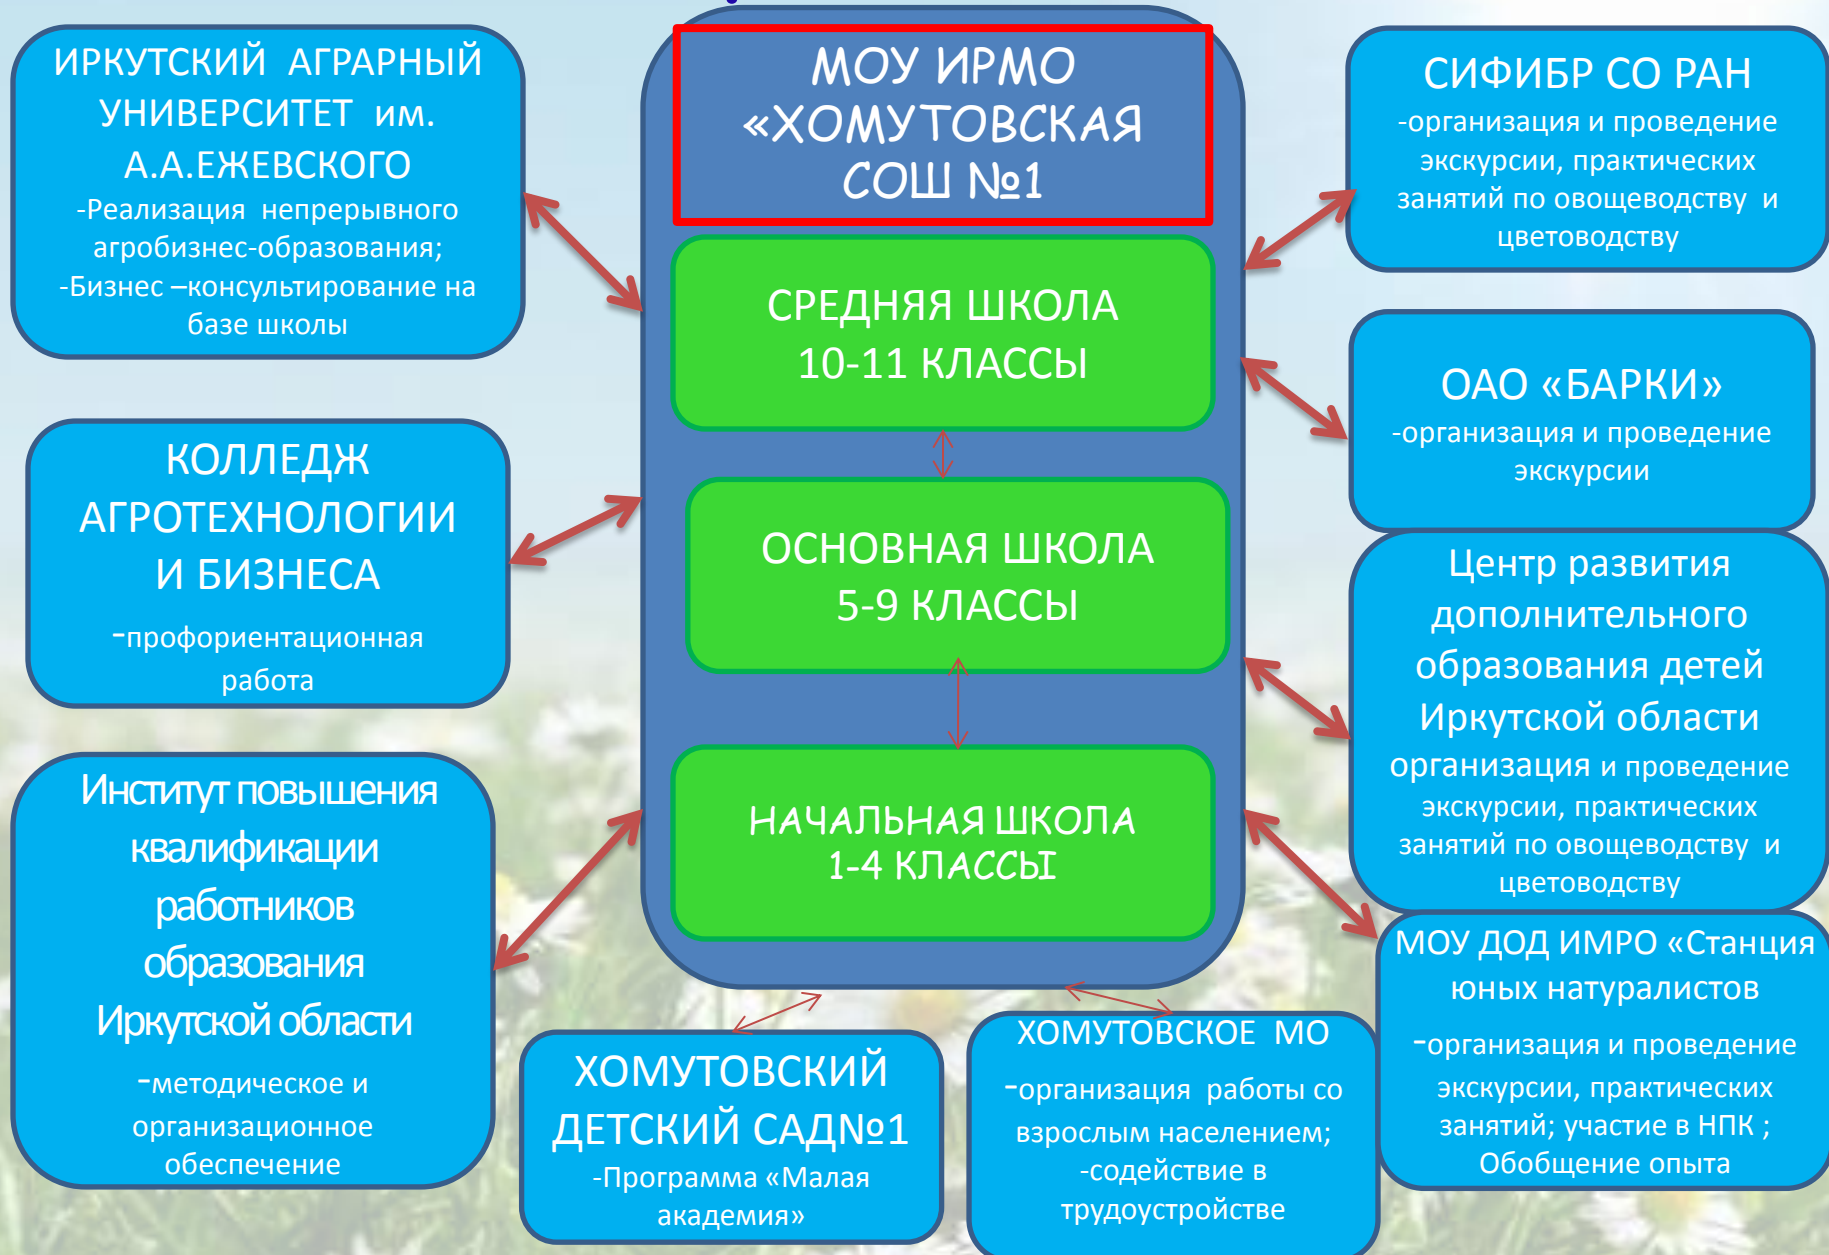 ИРКУТСКИЙ АГРАРНЫЙ
УНИВЕРСИТЕТ им.
А.А.ЕЖЕВСКОГО
-Реализация непрерывного
агробизнес-образования;
-Бизнес –консультирование на
базе школы
КОЛЛЕДЖ
АГРОТЕХНОЛОГИИ
И БИЗНЕСА
-профориентационная
работа
Институт повышения
квалификации
работников
образования
Иркутской области
-методическое и
организационное
обеспечение
МОУ ИРМО
«ХОМУТОВСКАЯ
СОШ №1
СРЕДНЯЯ ШКОЛА
10-11 КЛАССЫ
ОСНОВНАЯ ШКОЛА
5-9 КЛАССЫ
НАЧАЛЬНАЯ ШКОЛА
1-4 КЛАССЫ
ХОМУТОВСКИЙ
ДЕТСКИЙ САД№1
-Программа «Малая
академия»
ХОМУТОВСКОЕ МО
-организация работы со
взрослым населением;
-содействие в
трудоустройстве
СИФИБР СО РАН
-организация и проведение
экскурсии, практических
занятий по овощеводству и
цветоводству
ОАО «БАРКИ»
-организация и проведение
экскурсии
Центр развития
дополнительного
образования детей
Иркутской области
организация и проведение
экскурсии, практических
занятий по овощеводству и
цветоводству
МОУ ДОД ИМРО «Станция
юных натуралистов
-организация и проведение
экскурсии, практических
занятий; участие в НПК ;
Обобщение опыта